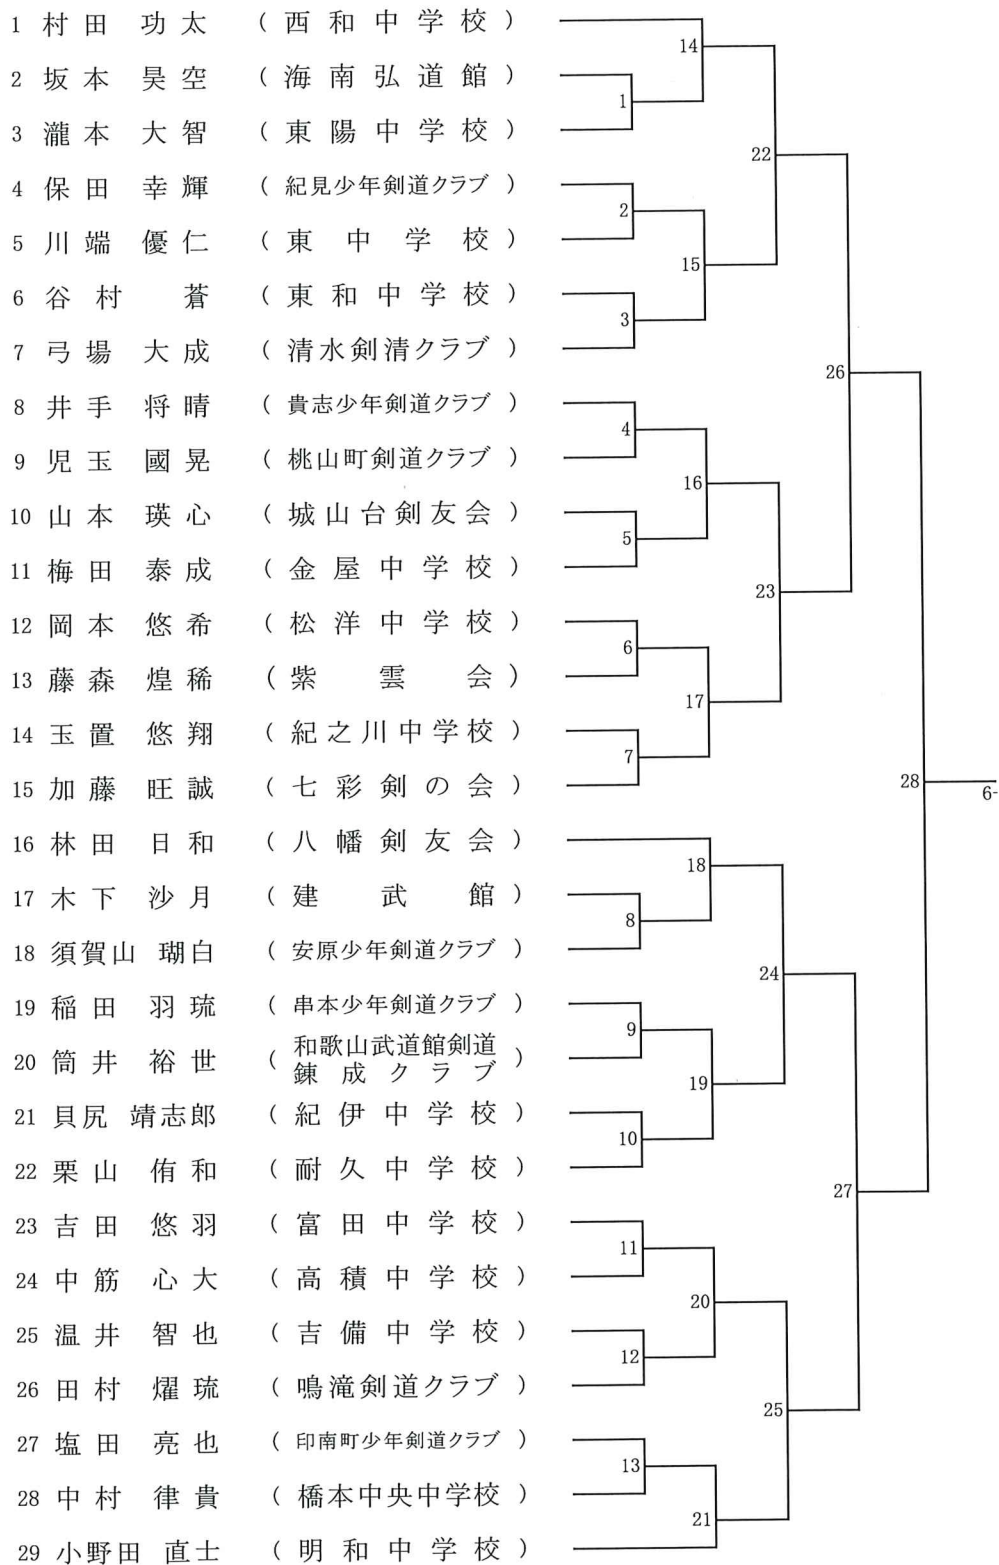 1 村田 功太 (西和中学校)
14
2 坂本 昊空 (海南弘道館)
1
3 瀧本 大智 (東陽中学校)
22
4 保田 幸輝 (紀見少年剣道クラブ)
2
5 川端 優仁 (東中学校)
15
6 谷村 蒼 (東和中学校)
3
7 弓場 大成 (清水剣清クラブ)
26
8 井手 将晴 (貴志少年剣道クラブ)
4
9 児玉 國晃 (桃山町剣道クラブ)
16
10 山本 瑛心 (城山台剣友会)
5
11 梅田 泰成 (金屋中学校)
23
12 岡本 悠希 (松洋中学校)
6
13 藤森 煌稀 (紫雲会)
17
14 玉置 悠翔 (紀之川中学校)
7
15 加藤 旺誠 (七彩剣の会)
28
6-
16 林田 日和 (八幡剣友会)
18
17 木下 沙月 (建武館)
8
18 須賀山 瑚白 (安原少年剣道クラブ)
24
19 稲田 羽琉 (串本少年剣道クラブ)
9
20 筒井 裕世 (和歌山武道館剣道
錬成クラブ)
19
21 貝尻 靖志郎 (紀伊中学校)
10
22 栗山 侑和 (耐久中学校)
27
23 吉田 悠羽 (富田中学校)
11
24 中筋 心大 (高積中学校)
20
25 温井 智也 (吉備中学校)
12
26 田村 燿琉 (鳴滝剣道クラブ)
25
27 塩田 亮也 (印南町少年剣道クラブ)
13
28 中村 律貴 (橋本中央中学校)
21
29 小野田 直士 (明和中学校)